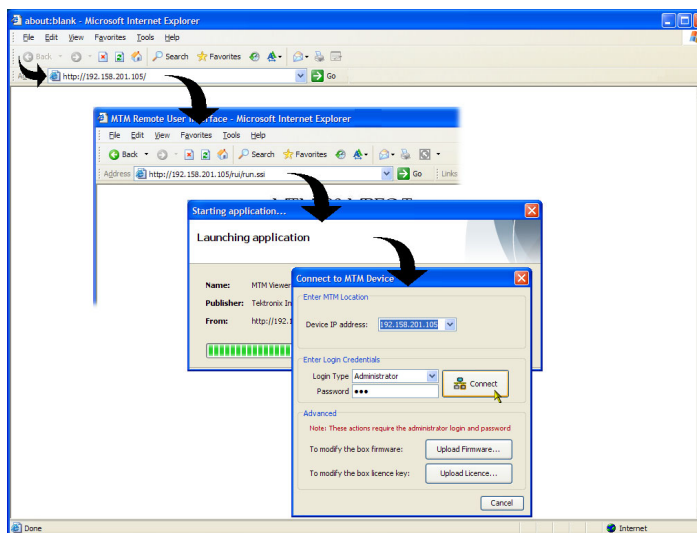 about:blank - Microsoft Internet Explorer
File Edit View Favorites Tools Help
Back Search Favorites
http://192.158.201.105/ Go
MTM Remote User Interface - Microsoft Internet Explorer
File Edit View Favorites Tools Help
Back Search Favorites
Address http://192.158.201.105/rui/run.ssi Go Links
Starting application...
Launching application
Name: MTM Viewer
Publisher: Tektronix In
From: http://192.1
Connect to MTM Device
Enter MTM Location
Device IP address: 192.158.201.105
Enter Login Credentials
Login Type Administrator
Password ●●●
Connect
Advanced
Note: These actions require the administrator login and password
To modify the box firmware: Upload Firmware...
To modify the box licence key: Upload Licence...
Cancel
Done Internet